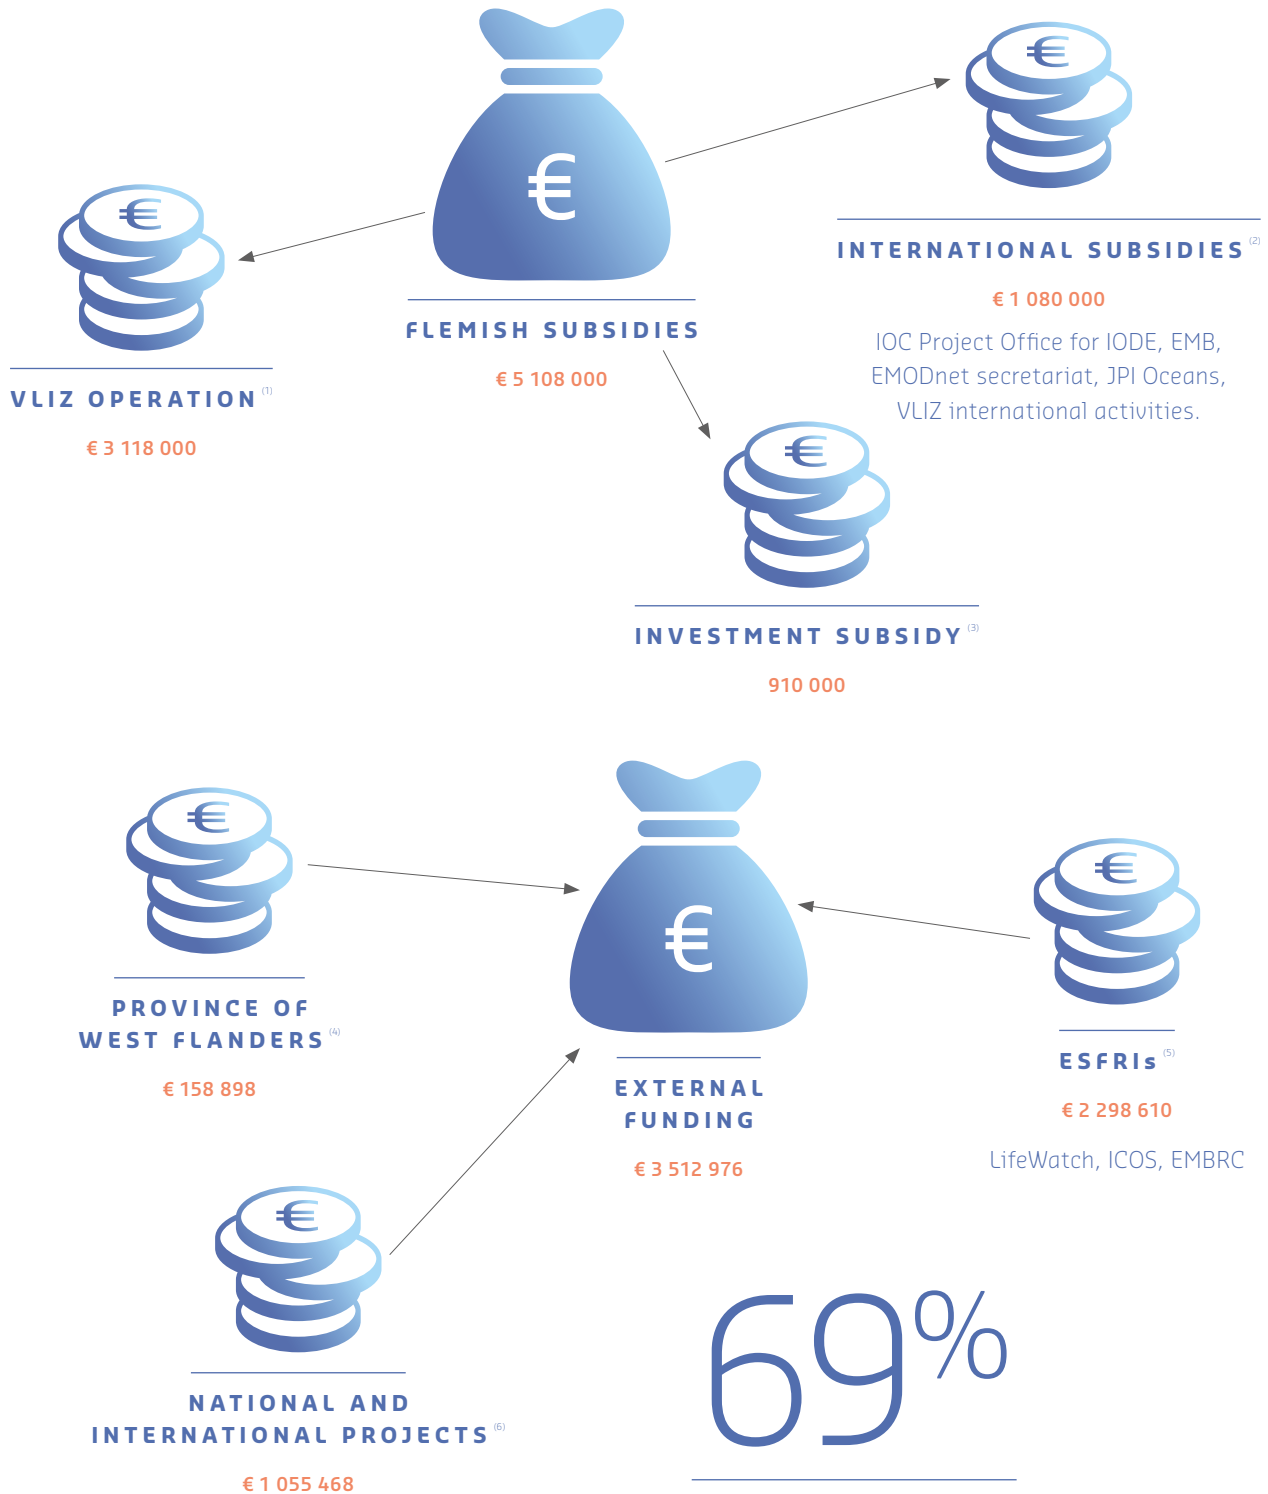 €
€
INTERNATIONAL SUBSIDIES (2)
€ 1 080 000
IOC Project Office for IODE, EMB,
EMODnet secretariat, JPI Oceans,
VLIZ international activities.
€
VLIZ OPERATION (1)
€ 3 118 000
FLEMISH SUBSIDIES
€ 5 108 000
€
INVESTMENT SUBSIDY (3)
910 000
€
PROVINCE OF
WEST FLANDERS (4)
€ 158 898
€
EXTERNAL
FUNDING
€ 3 512 976
€
ESFRIs (5)
€ 2 298 610
LifeWatch, ICOS, EMBRC
€
NATIONAL AND
INTERNATIONAL PROJECTS (6)
€ 1 055 468
69%